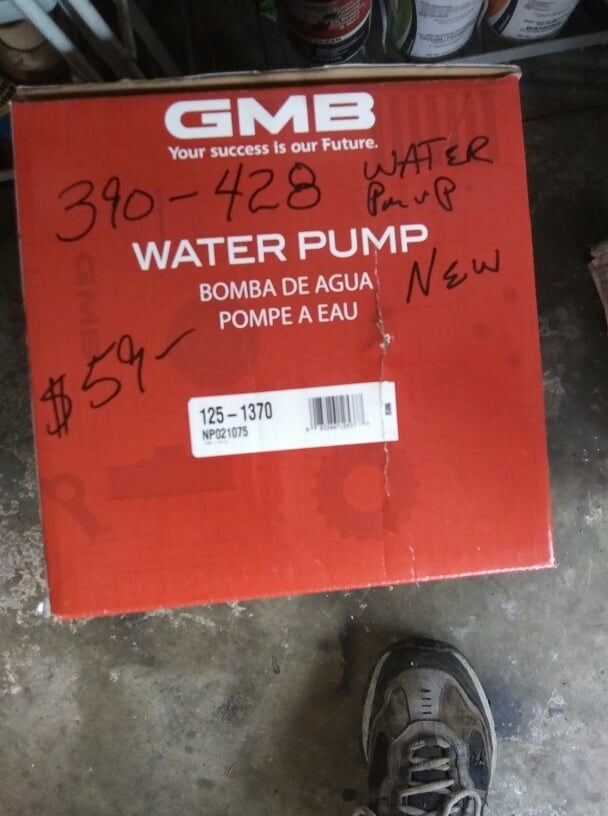 GMB
Your success is our Future.
390-428 WATER
PumP
WATER PUMP
NEW
BOMBA DE AGUA
POMPE A EAU
$59-
125-1370
NP021075
GMB